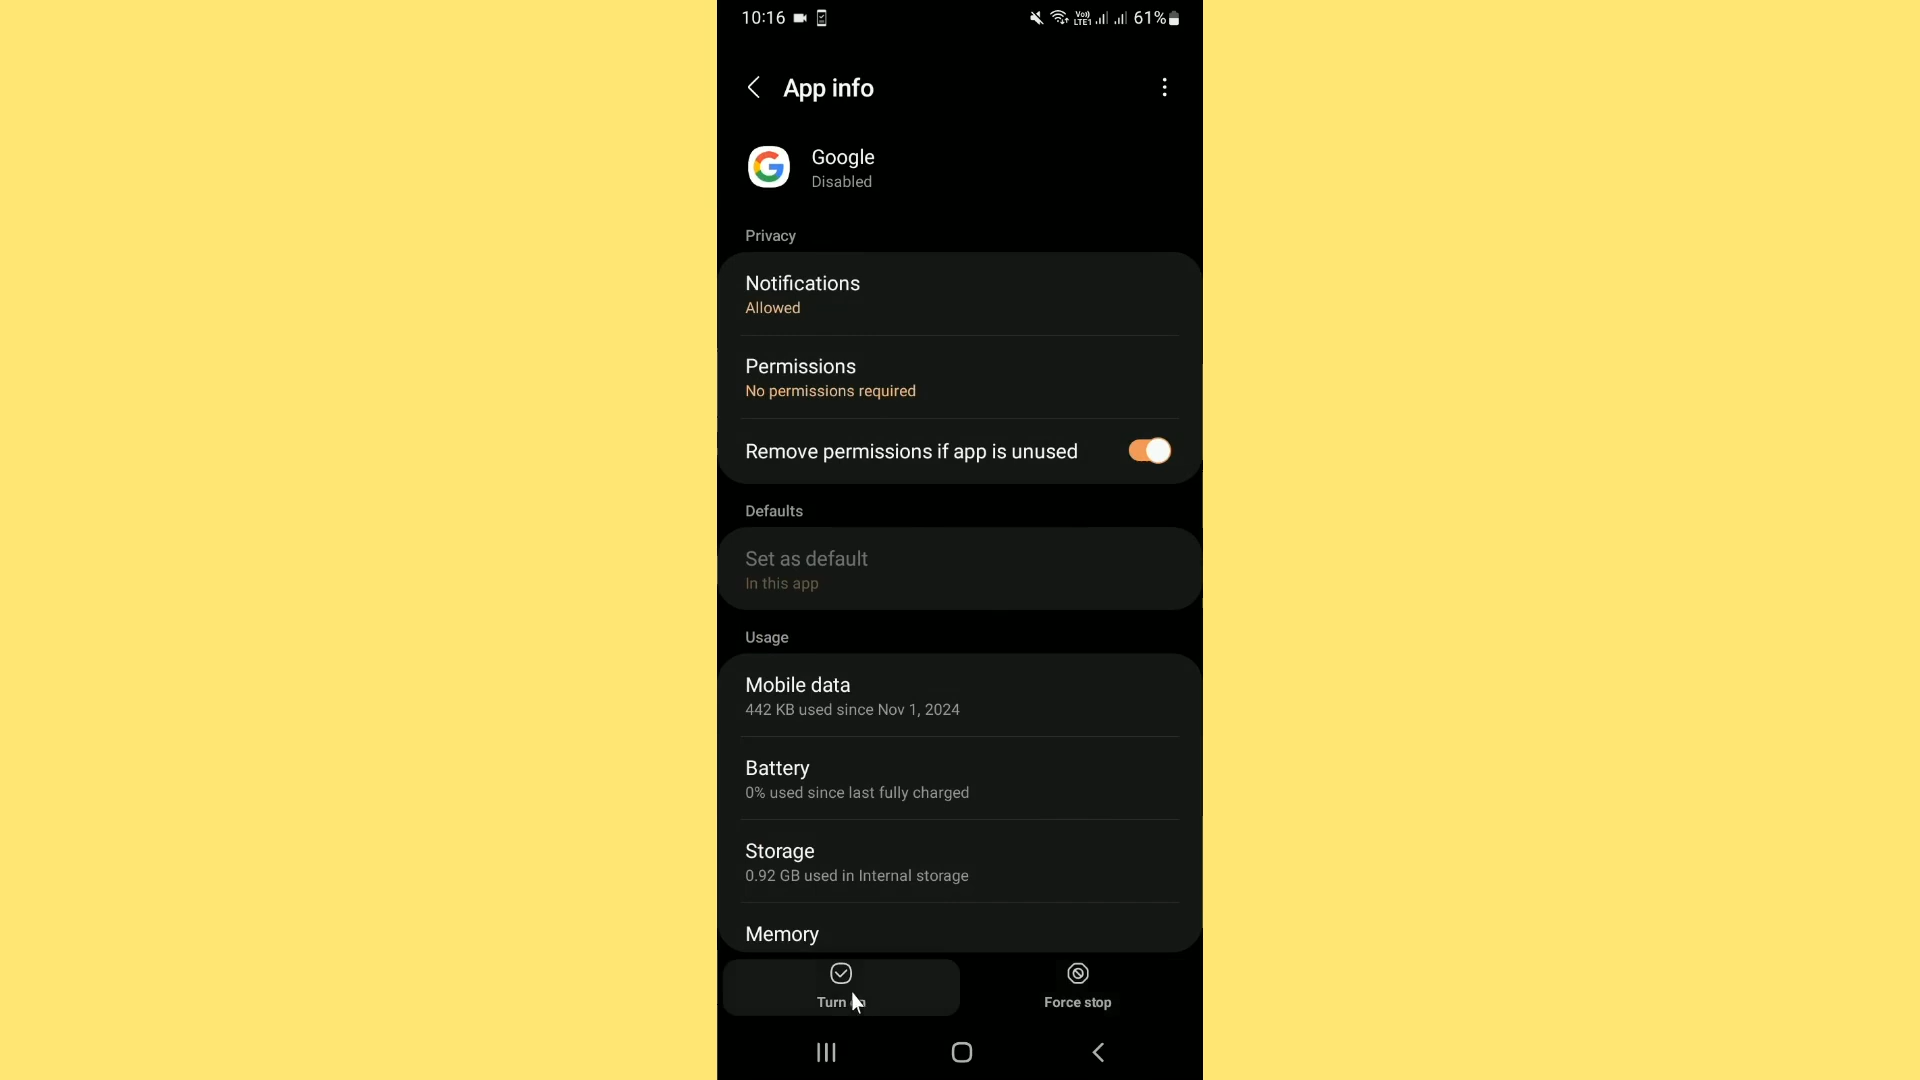 10:16
Vo)) LTE1
61%
App info
Google
Disabled
Privacy
Notifications
Allowed
Permissions
No permissions required
Remove permissions if app is unused
Defaults
Set as default
In this app
Usage
Mobile data
442 KB used since Nov 1, 2024
Battery
0% used since last fully charged
Storage
0.92 GB used in Internal storage
Memory
Turn
Force stop